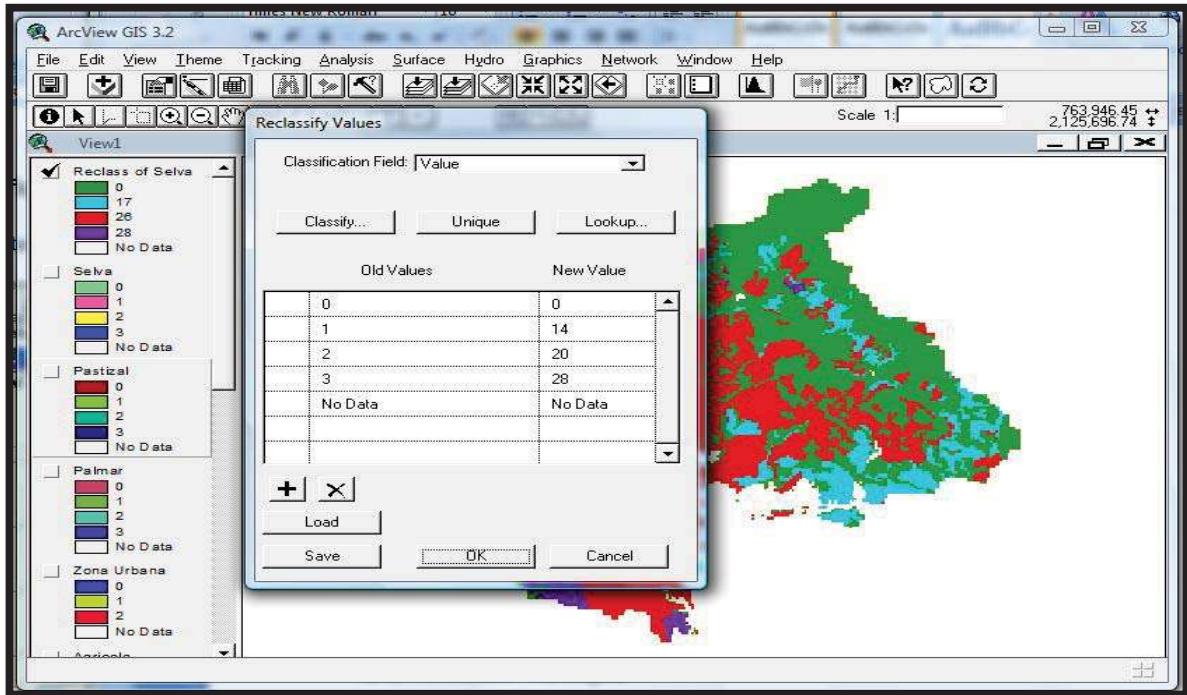 Times New Roman
ArcView GIS 3.2
File Edit View Theme Tracking Analysis Surface Hydro Graphics Network Window Help
Scale 1:
763,946.45
2,125,696.74
View1
Reclass of Selva
0
17
26
28
No Data
Selva
0
1
2
3
No Data
Pastizal
0
1
2
3
No Data
Palmar
0
1
2
3
No Data
Zona Urbana
0
1
2
No Data
Agricola
Reclassify Values
Classification Field: Value
Classify... Unique Lookup...
Old Values New Value
0 0
1 14
2 20
3 28
No Data No Data
Load
Save OK Cancel